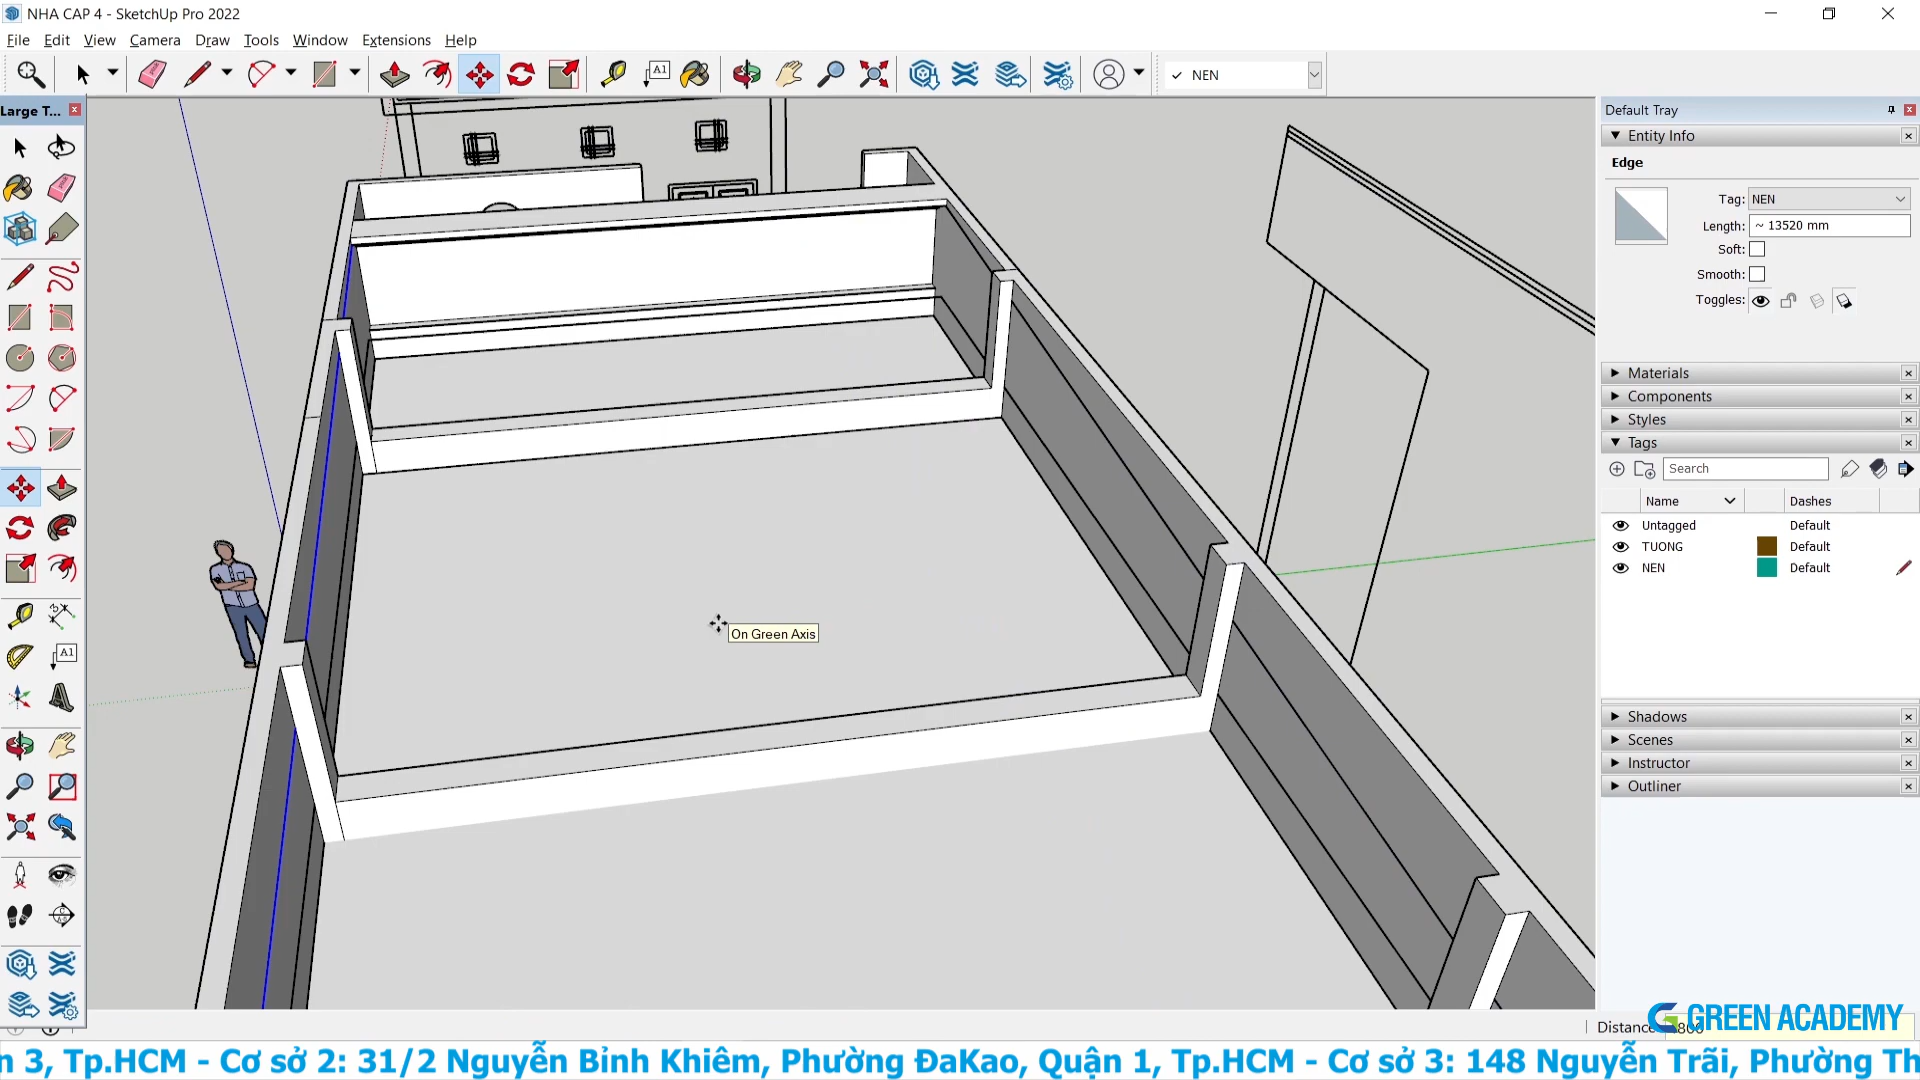 NHA CAP 4 - SketchUp Pro 2022
File Edit View Camera Draw Tools Window Extensions Help
A1
NEN
Large T...
Default Tray
Entity Info
Edge
Tag: NEN
Length: ~ 13520 mm
Soft:
Smooth:
Toggles:
Materials
Components
Styles
Tags
Search
Name Dashes
Untagged Default
TUONG Default
NEN Default
On Green Axis
A1
Shadows
Scenes
Instructor
Outliner
Distance
GREEN ACADEMY
n 3, Tp.HCM - Cơ sở 2: 31/2 Nguyễn Bỉnh Khiêm, Phường ĐaKao, Quận 1, Tp.HCM - Cơ sở 3: 148 Nguyễn Trãi, Phường Th